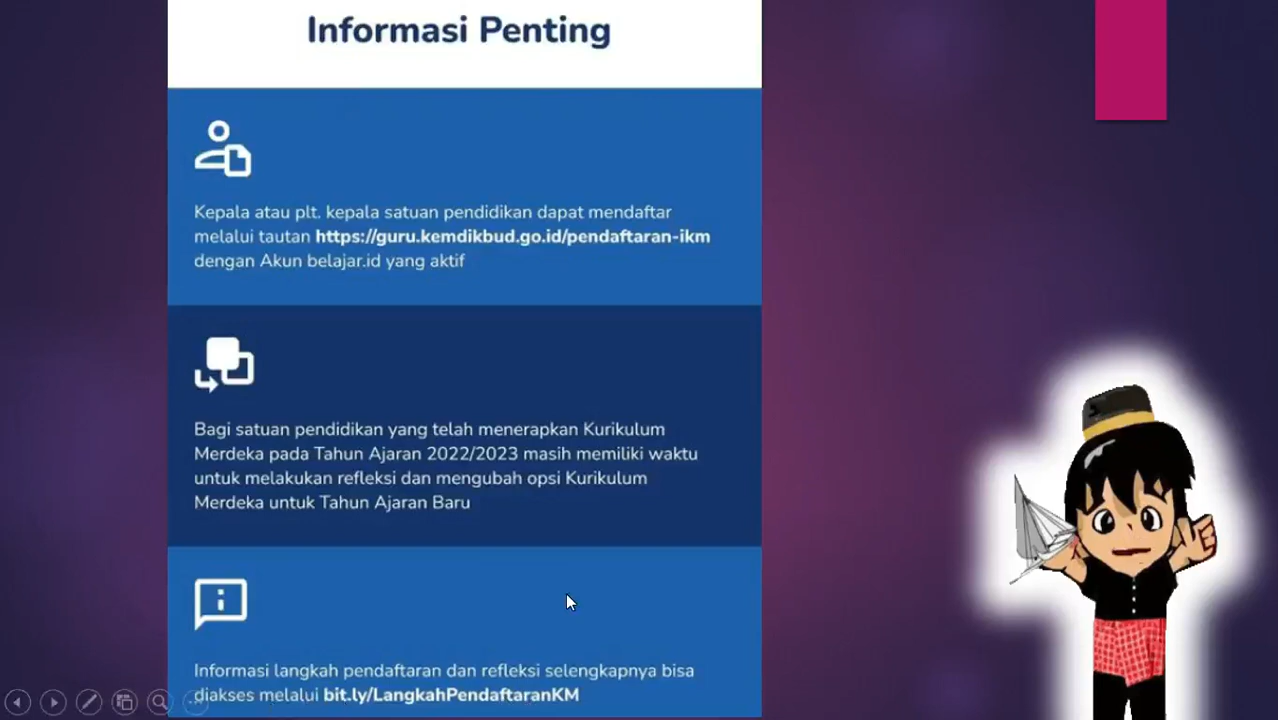 Informasi Penting
Kepala atau plt. kepala satuan pendidikan dapat mendaftar
melalui tautan https://guru.kemdikbud.go.id/pendaftaran-ikm
dengan Akun belajar.id yang aktif
Bagi satuan pendidikan yang telah menerapkan Kurikulum
Merdeka pada Tahun Ajaran 2022/2023 masih memiliki waktu
untuk melakukan refleksi dan mengubah opsi Kurikulum
Merdeka untuk Tahun Ajaran Baru
Informasi langkah pendaftaran dan refleksi selengkapnya bisa
diakses melalui bit.ly/LangkahPendaftaranKM